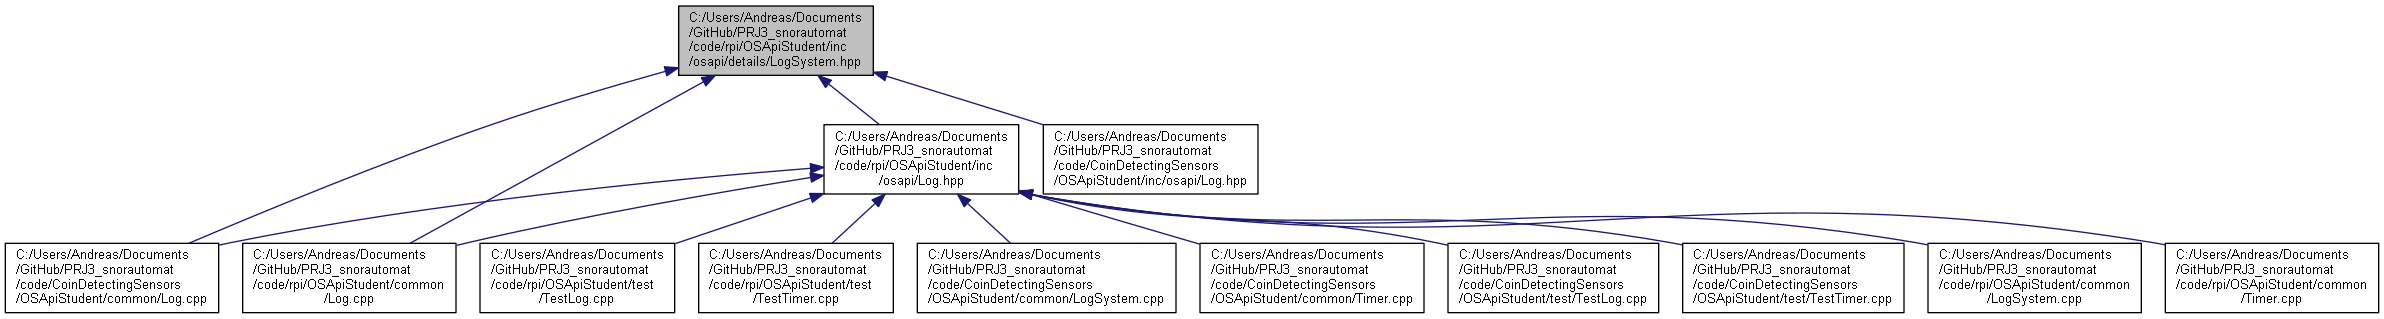 C:/Users/Andreas/Documents
/GitHub/PRJ3_snorautomat
/code/rpi/OSApiStudent/inc
/osapi/details/LogSystem.hpp
C:/Users/Andreas/Documents
/GitHub/PRJ3_snorautomat
/code/rpi/OSApiStudent/inc
/osapi/Log.hpp
C:/Users/Andreas/Documents
/GitHub/PRJ3_snorautomat
/code/CoinDetectingSensors
/OSApiStudent/inc/osapi/Log.hpp
C:/Users/Andreas/Documents
/GitHub/PRJ3_snorautomat
/code/CoinDetectingSensors
/OSApiStudent/common/Log.cpp
C:/Users/Andreas/Documents
/GitHub/PRJ3_snorautomat
/code/rpi/OSApiStudent/common
/Log.cpp
C:/Users/Andreas/Documents
/GitHub/PRJ3_snorautomat
/code/rpi/OSApiStudent/test
/TestLog.cpp
C:/Users/Andreas/Documents
/GitHub/PRJ3_snorautomat
/code/rpi/OSApiStudent/test
/TestTimer.cpp
C:/Users/Andreas/Documents
/GitHub/PRJ3_snorautomat
/code/CoinDetectingSensors
/OSApiStudent/common/LogSystem.cpp
C:/Users/Andreas/Documents
/GitHub/PRJ3_snorautomat
/code/CoinDetectingSensors
/OSApiStudent/common/Timer.cpp
C:/Users/Andreas/Documents
/GitHub/PRJ3_snorautomat
/code/CoinDetectingSensors
/OSApiStudent/test/TestLog.cpp
C:/Users/Andreas/Documents
/GitHub/PRJ3_snorautomat
/code/CoinDetectingSensors
/OSApiStudent/test/TestTimer.cpp
C:/Users/Andreas/Documents
/GitHub/PRJ3_snorautomat
/code/rpi/OSApiStudent/common
/LogSystem.cpp
C:/Users/Andreas/Documents
/GitHub/PRJ3_snorautomat
/code/rpi/OSApiStudent/common
/Timer.cpp